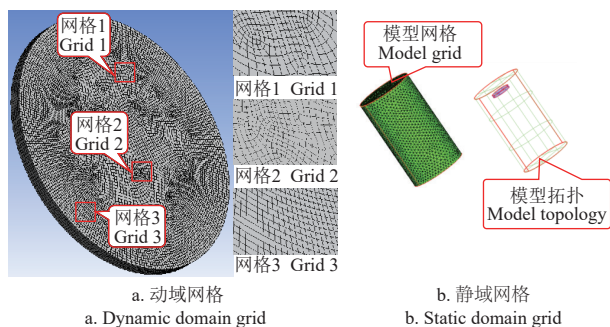 网格1
Grid 1
网格2
Grid 2
网格3
Grid 3
网格1 Grid 1
网格2 Grid 2
网格3 Grid 3
a. 动域网格
a. Dynamic domain grid
模型网格
Model grid
模型拓扑
Model topology
b. 静域网格
b. Static domain grid